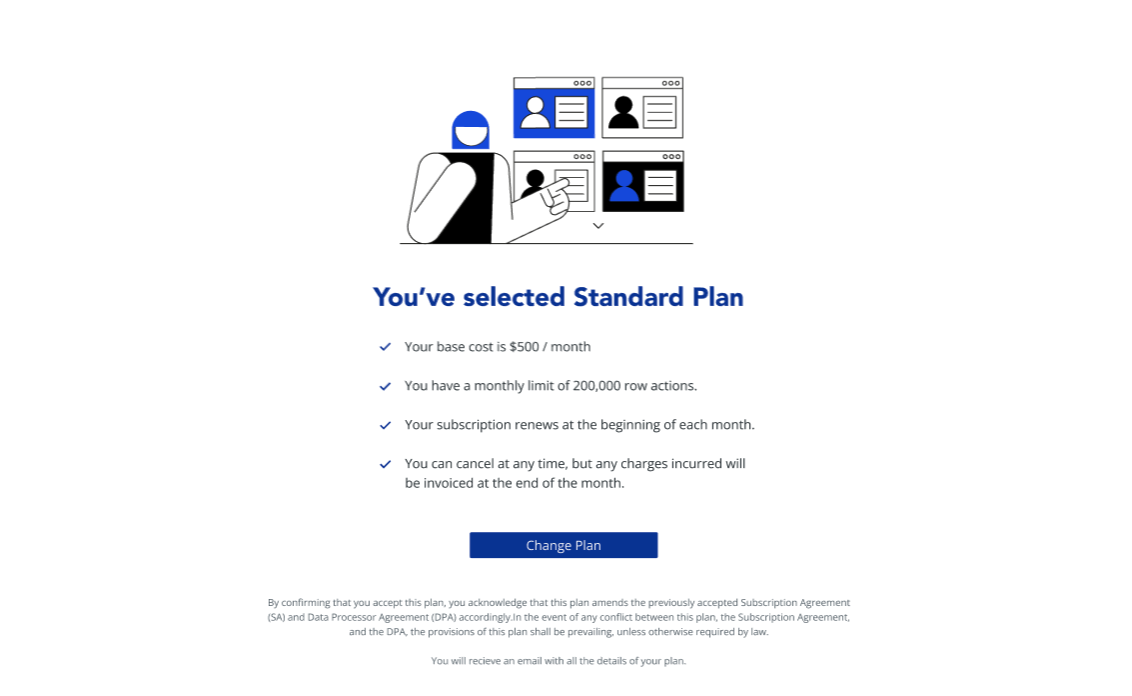 You've selected Standard Plan
Your base cost is $500 / month
You have a monthly limit of 200,000 row actions.
Your subscription renews at the beginning of each month.
You can cancel at any time, but any charges incurred will
be invoiced at the end of the month.
Change Plan
By confirming that you accept this plan, you acknowledge that this plan amends the previously accepted Subscription Agreement
(SA) and Data Processor Agreement (DPA) accordingly.In the event of any conflict between this plan, the Subscription Agreement,
and the DPA, the provisions of this plan shall be prevailing, unless otherwise required by law.
You will recieve an email with all the details of your plan.